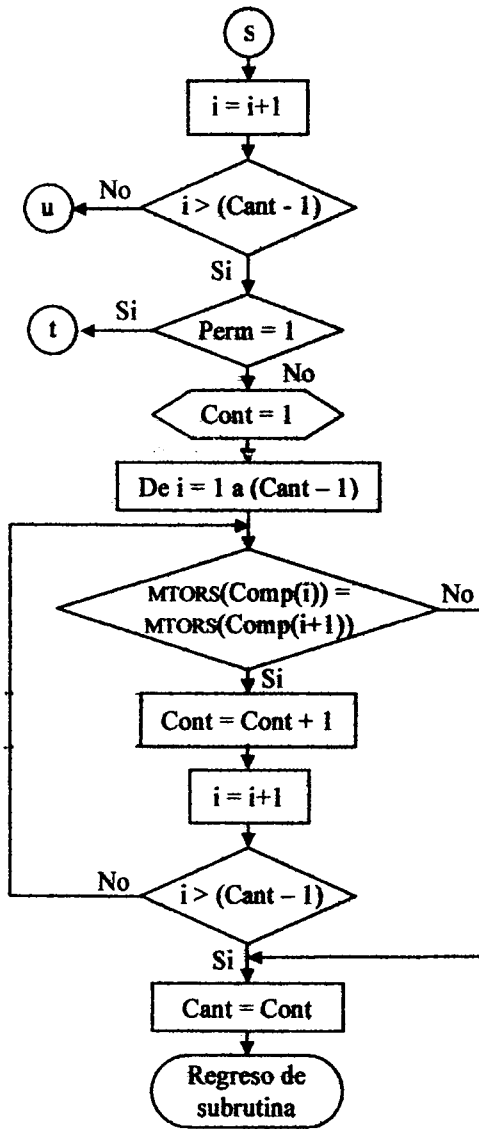 s
i = i+1
No
u
i > (Cant - 1)
Si
Si
t
Perm = 1
No
Cont = 1
De i = 1 a (Cant – 1)
MTORS(Comp(i)) =
MTORS(Comp(i+1))
No
Si
Cont = Cont + 1
i = i+1
No
i > (Cant – 1)
Si
Cant = Cont
Regreso de
subrutina